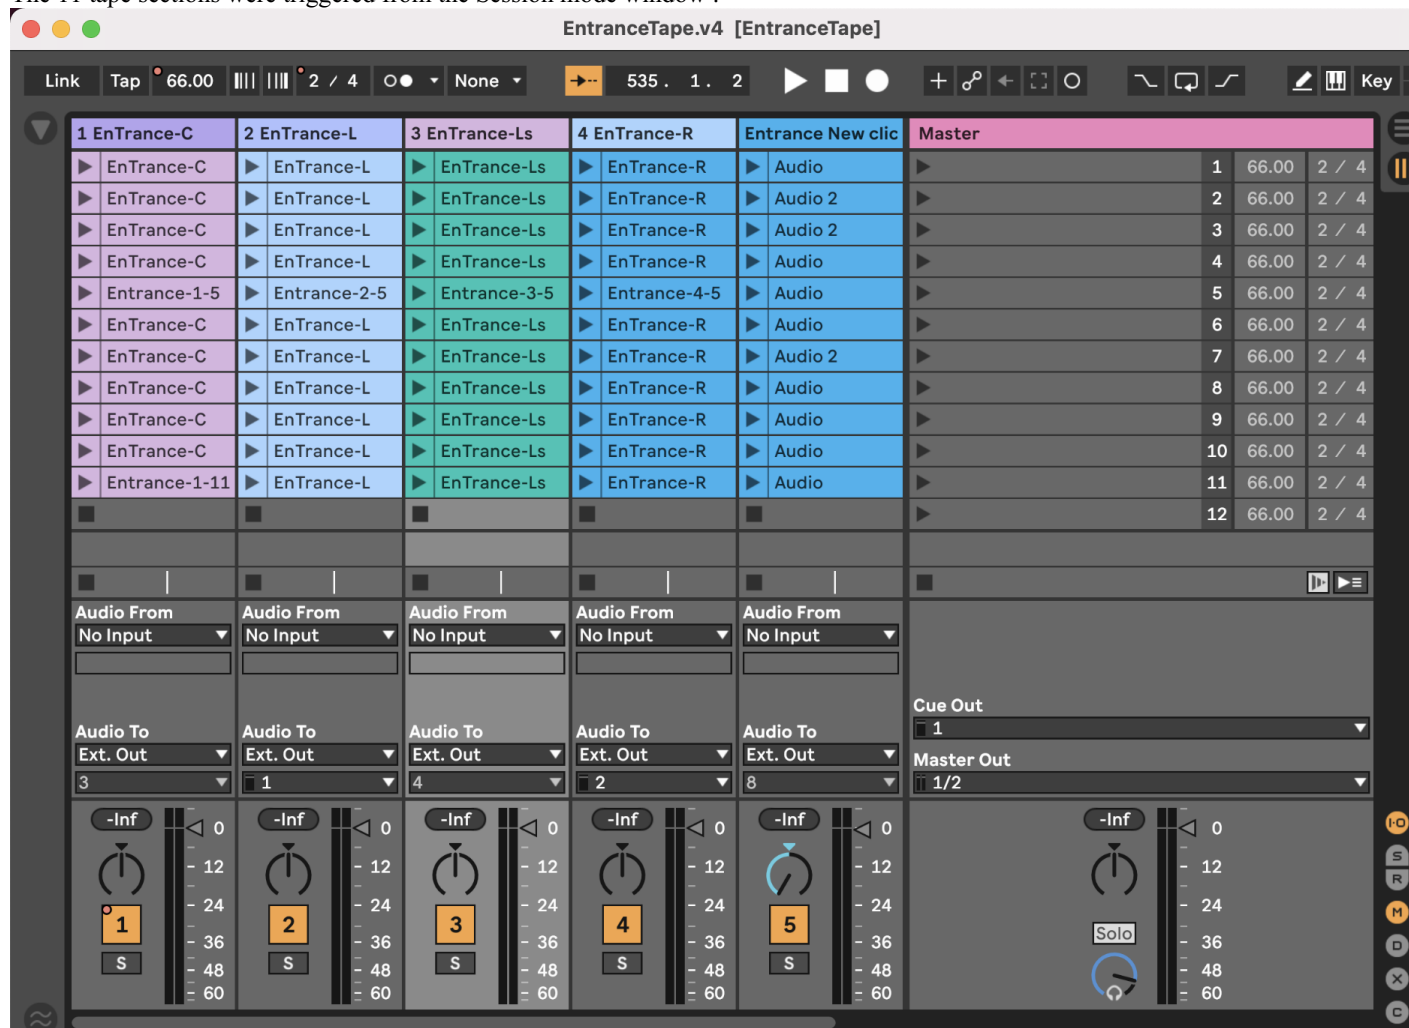 The 11 tape sections were triggered from the Session mode window .
EntranceTape.v4 [EntranceTape]
Link Tap 66.00 2 / 4 None 535. 1. 2 Key
1 EnTrance-C 2 EnTrance-L 3 EnTrance-Ls 4 EnTrance-R Entrance New clic Master
EnTrance-C EnTrance-L EnTrance-Ls EnTrance-R Audio 1 66.00 2 / 4
EnTrance-C EnTrance-L EnTrance-Ls EnTrance-R Audio 2 2 66.00 2 / 4
EnTrance-C EnTrance-L EnTrance-Ls EnTrance-R Audio 2 3 66.00 2 / 4
EnTrance-C EnTrance-L EnTrance-Ls EnTrance-R Audio 4 66.00 2 / 4
Entrance-1-5 Entrance-2-5 Entrance-3-5 Entrance-4-5 Audio 5 66.00 2 / 4
EnTrance-C EnTrance-L EnTrance-Ls EnTrance-R Audio 6 66.00 2 / 4
EnTrance-C EnTrance-L EnTrance-Ls EnTrance-R Audio 2 7 66.00 2 / 4
EnTrance-C EnTrance-L EnTrance-Ls EnTrance-R Audio 8 66.00 2 / 4
EnTrance-C EnTrance-L EnTrance-Ls EnTrance-R Audio 9 66.00 2 / 4
EnTrance-C EnTrance-L EnTrance-Ls EnTrance-R Audio 10 66.00 2 / 4
Entrance-1-11 EnTrance-L EnTrance-Ls EnTrance-R Audio 11 66.00 2 / 4
12 66.00 2 / 4
Audio From Audio From Audio From Audio From Audio From
No Input No Input No Input No Input No Input
Cue Out
1
Audio To Audio To Audio To Audio To Audio To
Ext. Out Ext. Out Ext. Out Ext. Out Ext. Out
Master Out
3 1 4 2 8 1/2
-Inf 0 -Inf 0 -Inf 0 -Inf 0 -Inf 0 -Inf 0
I·O
12 12 12 12 12 12
S
R
24 24 24 24 24 24
1 2 3 4 5
M
Solo
36 36 36 36 36 36
D
S S S S S
48 48 48 48 48 48
X
60 60 60 60 60 60
C